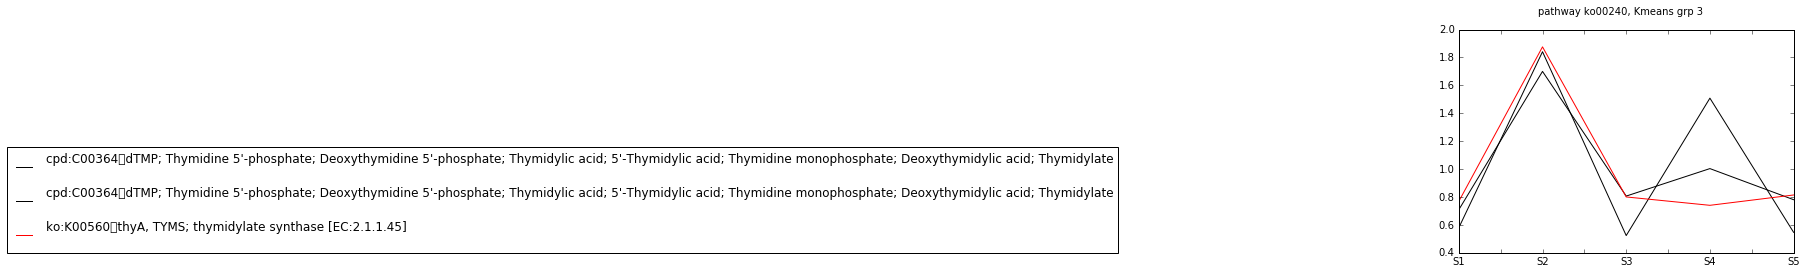 pathway ko00240, Kmeans grp 3
2.0
1.8
1.6
1.4
1.2
1.0
0.8
0.6
0.4
S1 S2 S3 S4 S5
cpd:C00364▯dTMP; Thymidine 5'-phosphate; Deoxythymidine 5'-phosphate; Thymidylic acid; 5'-Thymidylic acid; Thymidine monophosphate; Deoxythymidylic acid; Thymidylate
cpd:C00364▯dTMP; Thymidine 5'-phosphate; Deoxythymidine 5'-phosphate; Thymidylic acid; 5'-Thymidylic acid; Thymidine monophosphate; Deoxythymidylic acid; Thymidylate
ko:K00560▯thyA, TYMS; thymidylate synthase [EC:2.1.1.45]